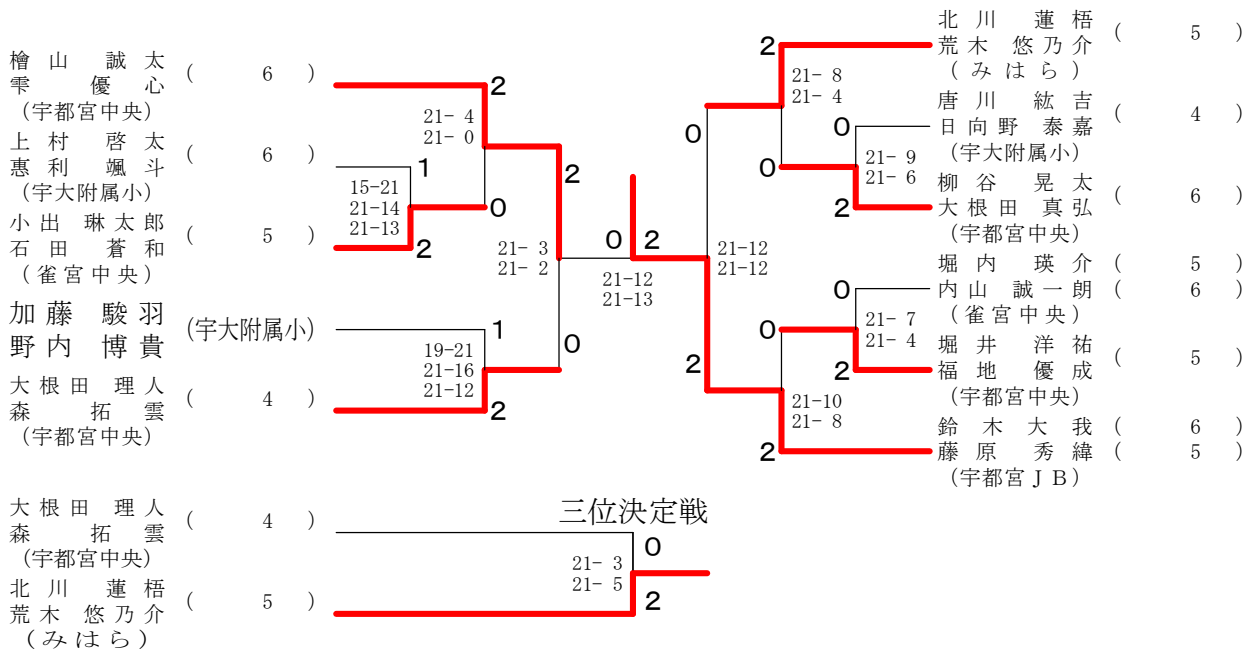 檜山 誠太 ( 6 )
雫 優心
(宇都宮中央)
上村 啓太 ( 6 )
惠利 颯斗
(宇大附属小)
小出 琳太郎 ( 5 )
石田 蒼和
(雀宮中央)
加藤 駿羽 (宇大附属小)
野内 博貴
大根田 理人 ( 4 )
森 拓雲
(宇都宮中央)
2
21- 4
21- 0
1
15-21
21-14
21-13
0
2
2
21- 3
21- 2
1
19-21
21-16
21-12
0
2
0 2
21-12
21-13
北川 蓮梧 ( 5 )
荒木 悠乃介
(みはら)
唐川 紘吉 ( 4 )
日向野 泰嘉
(宇大附属小)
柳谷 晃太 ( 6 )
大根田 真弘
(宇都宮中央)
堀内 瑛介 ( 5 )
内山 誠一朗 ( 6 )
(雀宮中央)
堀井 洋祐 ( 5 )
福地 優成
(宇都宮中央)
鈴木 大我 ( 6 )
藤原 秀緯 ( 5 )
(宇都宮JB)
2
21- 8
21- 4
0
0
0
21- 9
21- 6
2
21-12
21-12
0
0
21- 7
21- 4
2
2
21-10
21- 8
2
三位決定戦
大根田 理人 ( 4 )
森 拓雲
(宇都宮中央)
北川 蓮梧 ( 5 )
荒木 悠乃介
(みはら)
0
21- 3
21- 5
2